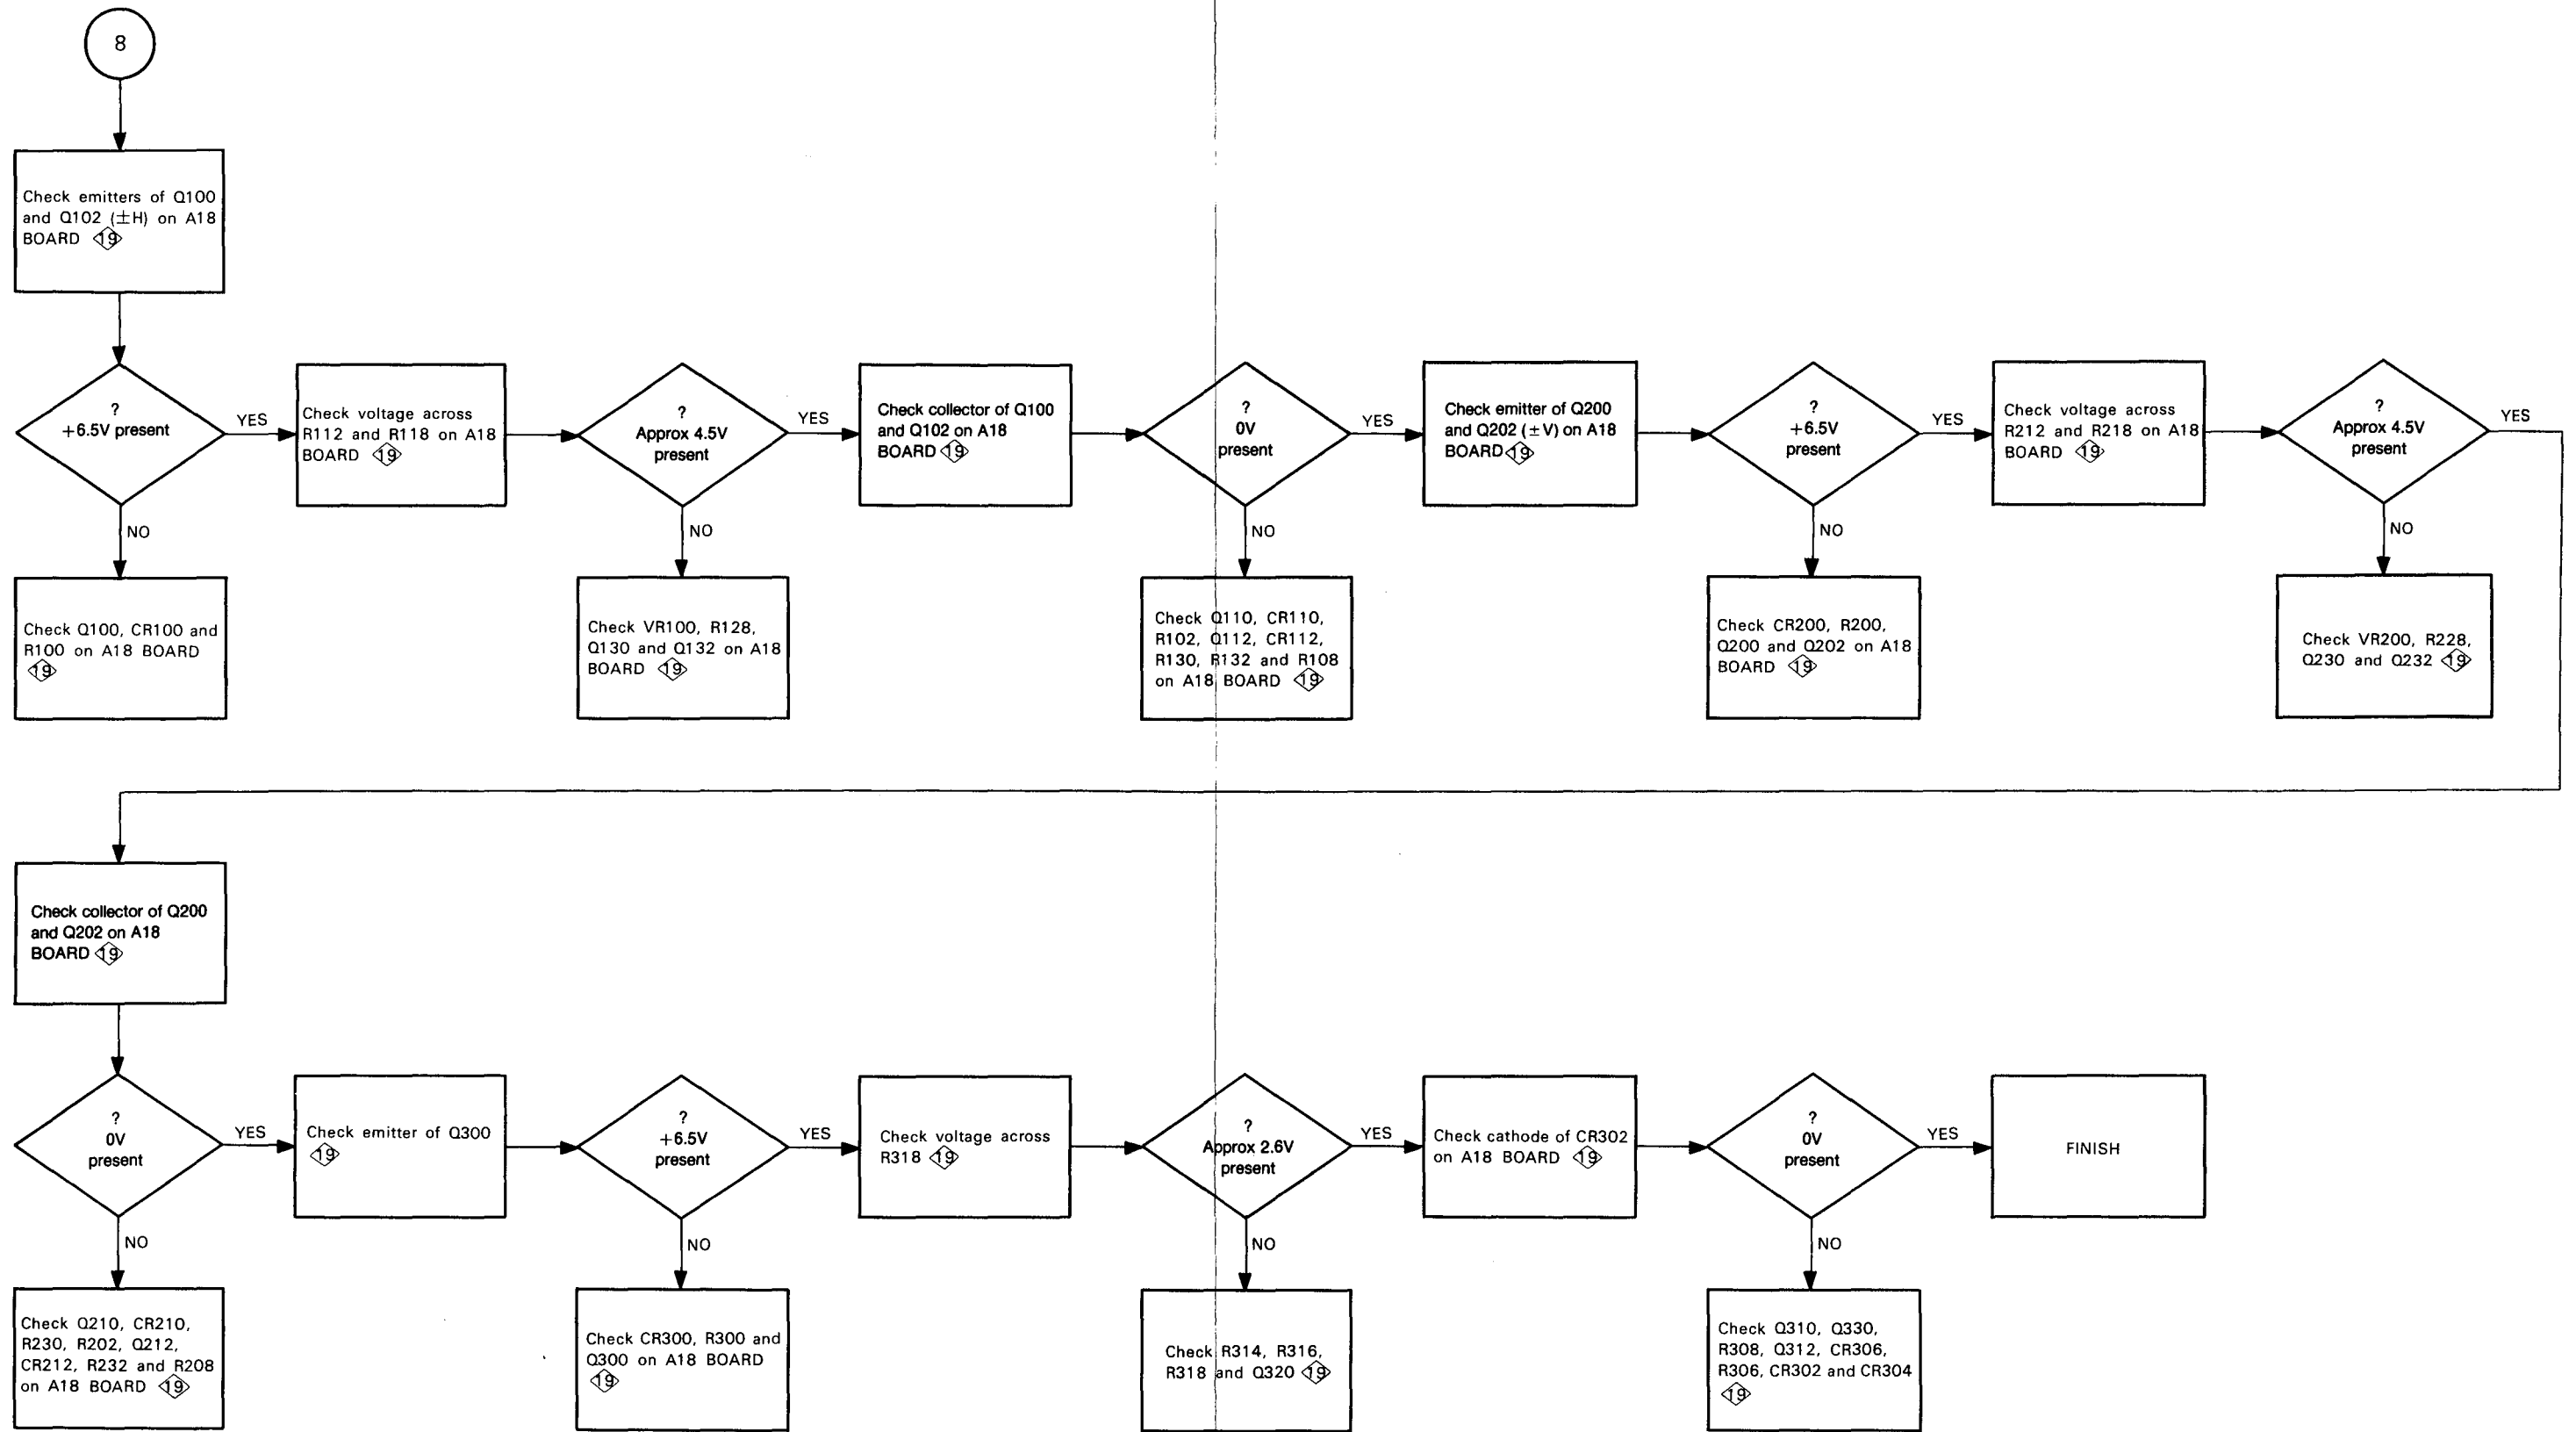 8
Check emitters of Q100
and Q102 (±H) on A18
BOARD 19
?
+6.5V present
YES
NO
Check Q100, CR100 and
R100 on A18 BOARD
19
Check voltage across
R112 and R118 on A18
BOARD 19
?
Approx 4.5V
present
YES
NO
Check VR100, R128,
Q130 and Q132 on A18
BOARD 19
Check collector of Q100
and Q102 on A18
BOARD 19
?
0V
present
YES
NO
Check Q110, CR110,
R102, Q112, CR112,
R130, R132 and R108
on A18 BOARD 19
Check emitter of Q200
and Q202 (±V) on A18
BOARD 19
?
+6.5V
present
YES
NO
Check CR200, R200,
Q200 and Q202 on A18
BOARD 19
Check voltage across
R212 and R218 on A18
BOARD 19
?
Approx 4.5V
present
YES
NO
Check VR200, R228,
Q230 and Q232 19
Check collector of Q200
and Q202 on A18
BOARD 19
?
0V
present
YES
NO
Check Q210, CR210,
R230, R202, Q212,
CR212, R232 and R208
on A18 BOARD 19
Check emitter of Q300
19
?
+6.5V
present
YES
NO
Check CR300, R300 and
Q300 on A18 BOARD
19
Check voltage across
R318 19
?
Approx 2.6V
present
YES
NO
Check R314, R316,
R318 and Q320 19
Check cathode of CR302
on A18 BOARD 19
?
0V
present
YES
NO
Check Q310, Q330,
R308, Q312, CR306,
R306, CR302 and CR304
19
FINISH